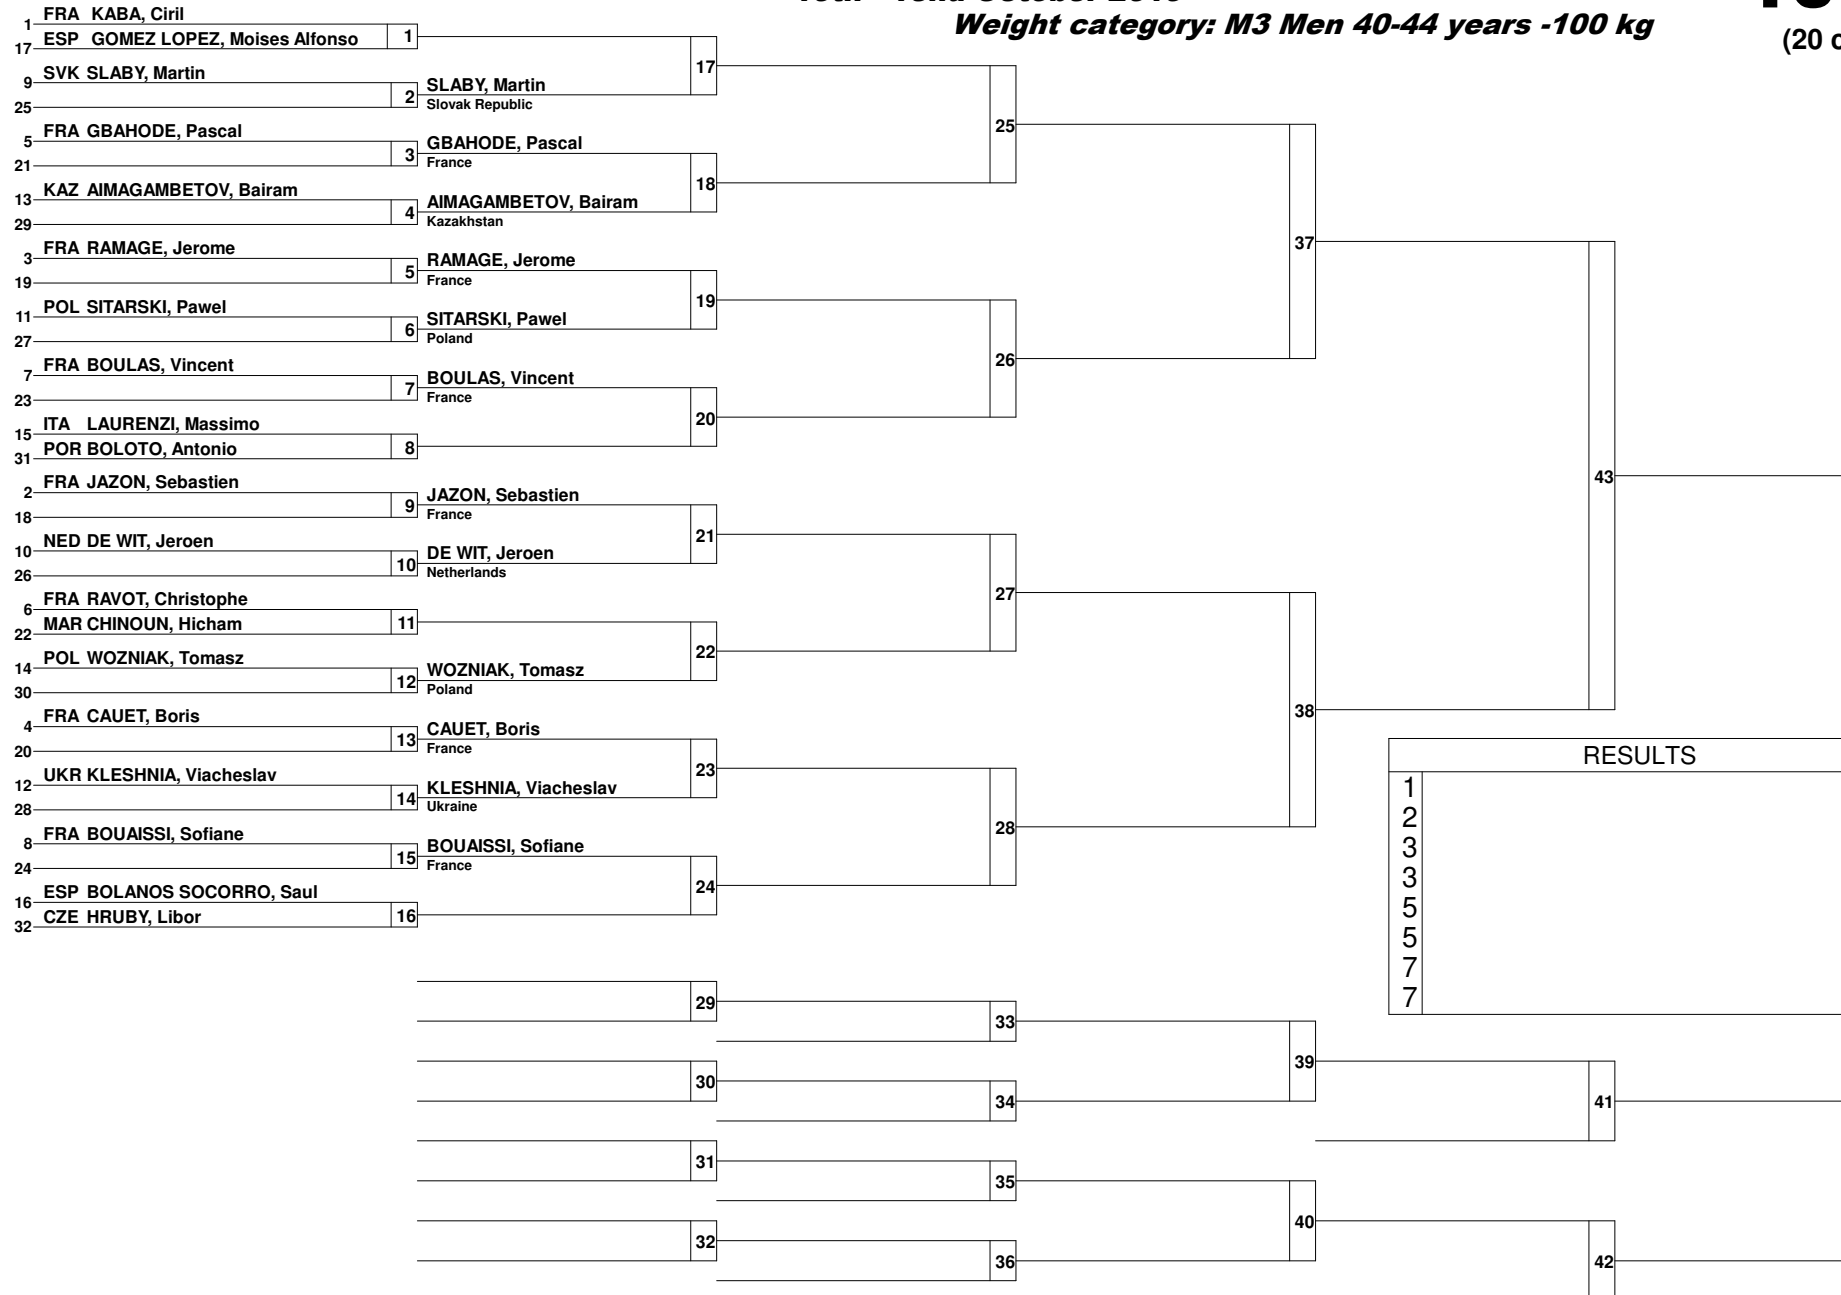 Weight category: M3 Men 40-44 years -100 kg
(20
1 FRA KABA, Ciril
17 ESP GOMEZ LOPEZ, Moises Alfonso 1
17
9 SVK SLABY, Martin
25 2 SLABY, Martin
Slovak Republic
5 FRA GBAHODE, Pascal
21 3 GBAHODE, Pascal
France
25
18
13 KAZ AIMAGAMBETOV, Bairam
29 4 AIMAGAMBETOV, Bairam
Kazakhstan
3 FRA RAMAGE, Jerome
19 5 RAMAGE, Jerome
France
37
19
11 POL SITARSKI, Pawel
27 6 SITARSKI, Pawel
Poland
26
7 FRA BOULAS, Vincent
23 7 BOULAS, Vincent
France
20
15 ITA LAURENZI, Massimo
31 POR BOLOTO, Antonio 8
43
2 FRA JAZON, Sebastien
18 9 JAZON, Sebastien
France
21
10 NED DE WIT, Jeroen
26 10 DE WIT, Jeroen
Netherlands
27
6 FRA RAVOT, Christophe
22 MAR CHINOUN, Hicham 11
22
14 POL WOZNIAK, Tomasz
30 12 WOZNIAK, Tomasz
Poland
38
4 FRA CAUET, Boris
20 13 CAUET, Boris
France
23
12 UKR KLESHNIA, Viacheslav
28 14 KLESHNIA, Viacheslav
Ukraine
28
8 FRA BOUAISSI, Sofiane
24 15 BOUAISSI, Sofiane
France
24
16 ESP BOLANOS SOCORRO, Saul
32 CZE HRUBY, Libor 16
RESULTS
1
2
3
3
5
5
7
7
29
33
39
30
34
41
31
35
40
32
36
42